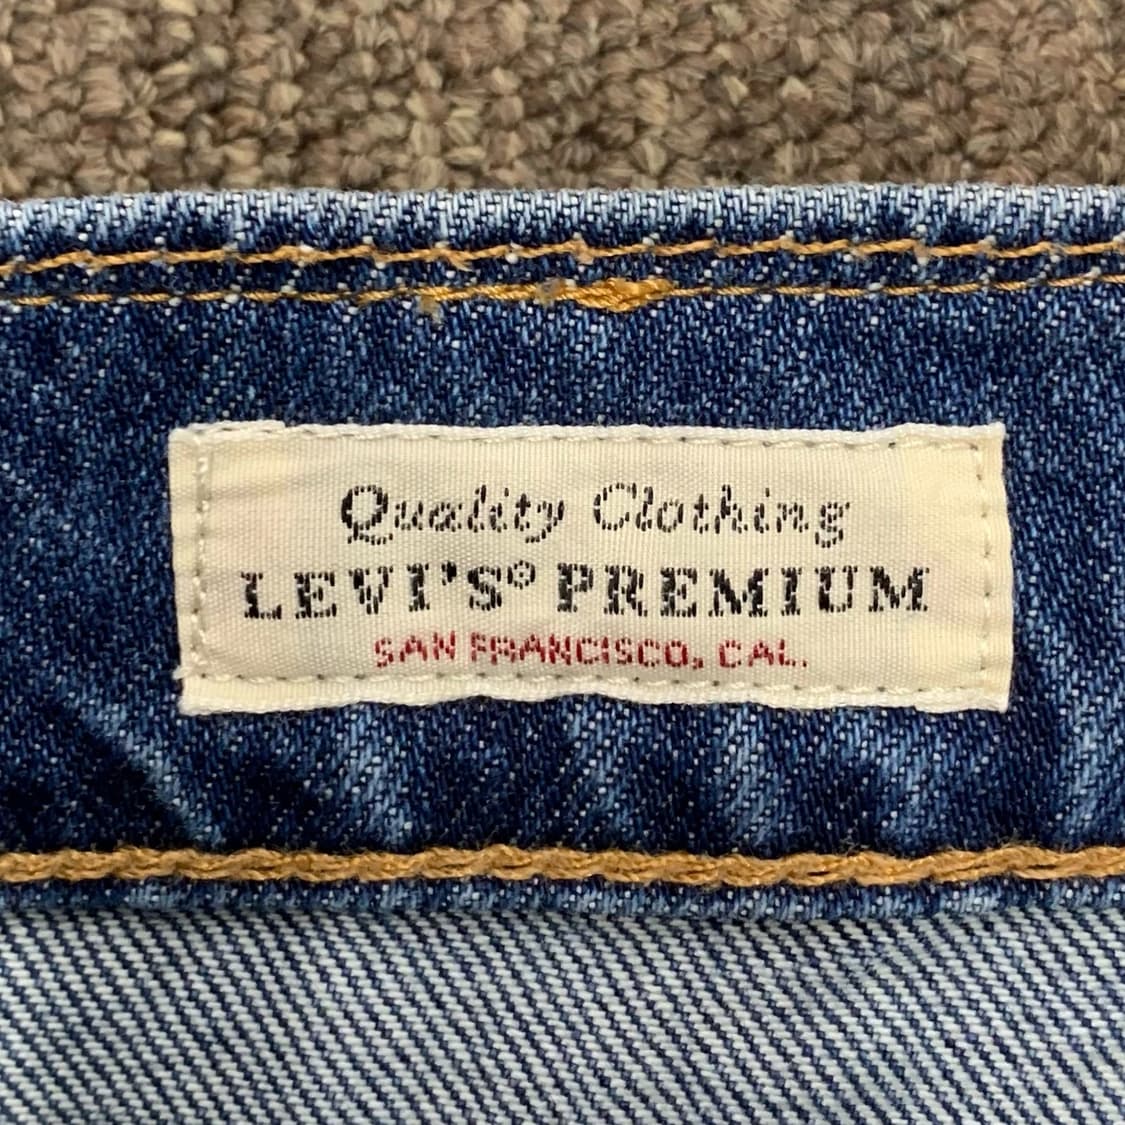 Quality Clothing
LEVI'S® PREMIUM
SAN FRANCISCO, CAL.